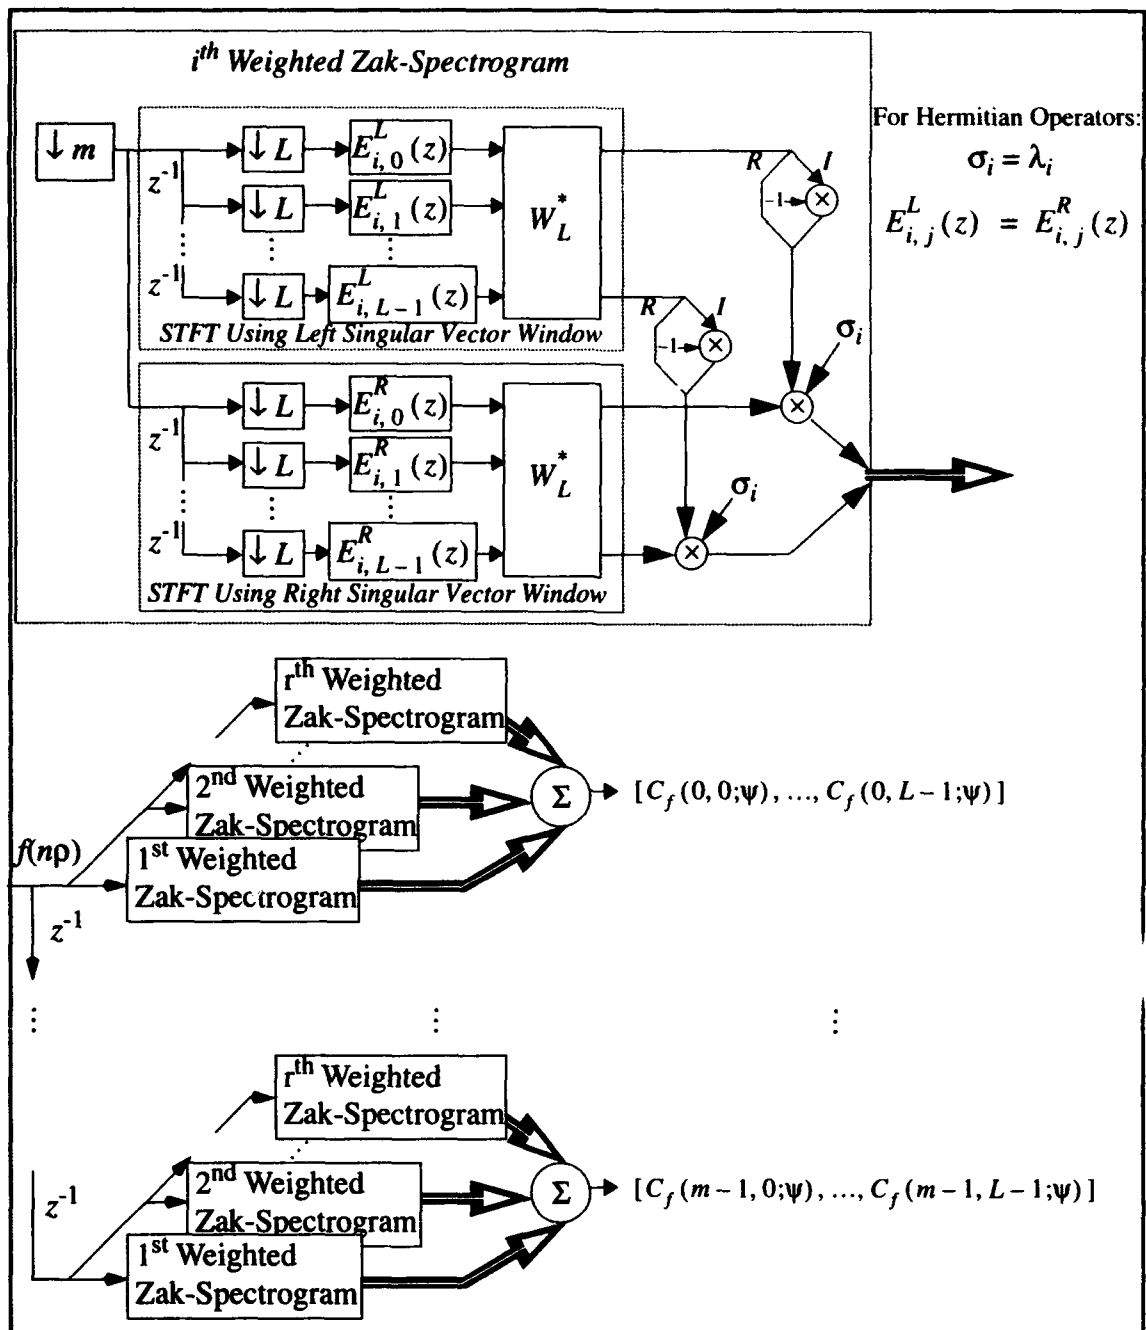 i^th Weighted Zak-Spectrogram
For Hermitian Operators:
σ_i = λ_i
E^L_{i, j}(z) = E^R_{i, j}(z)
↓ m
z^-1
↓ L
E^L_{i, 0}(z)
↓ L
E^L_{i, 1}(z)
⋮
z^-1
↓ L
E^L_{i, L-1}(z)
W^*_L
STFT Using Left Singular Vector Window
R
I
-1
×
R
I
-1
×
σ_i
×
z^-1
↓ L
E^R_{i, 0}(z)
↓ L
E^R_{i, 1}(z)
⋮
z^-1
↓ L
E^R_{i, L-1}(z)
W^*_L
STFT Using Right Singular Vector Window
σ_i
×
r^th Weighted
Zak-Spectrogram
2^nd Weighted
Zak-Spectrogram
1^st Weighted
Zak-Spectrogram
f(nρ)
z^-1
Σ
[C_f(0, 0;ψ), ..., C_f(0, L-1;ψ)]
⋮ ⋮ ⋮
r^th Weighted
Zak-Spectrogram
2^nd Weighted
Zak-Spectrogram
1^st Weighted
Zak-Spectrogram
z^-1
Σ
[C_f(m-1, 0;ψ), ..., C_f(m-1, L-1;ψ)]